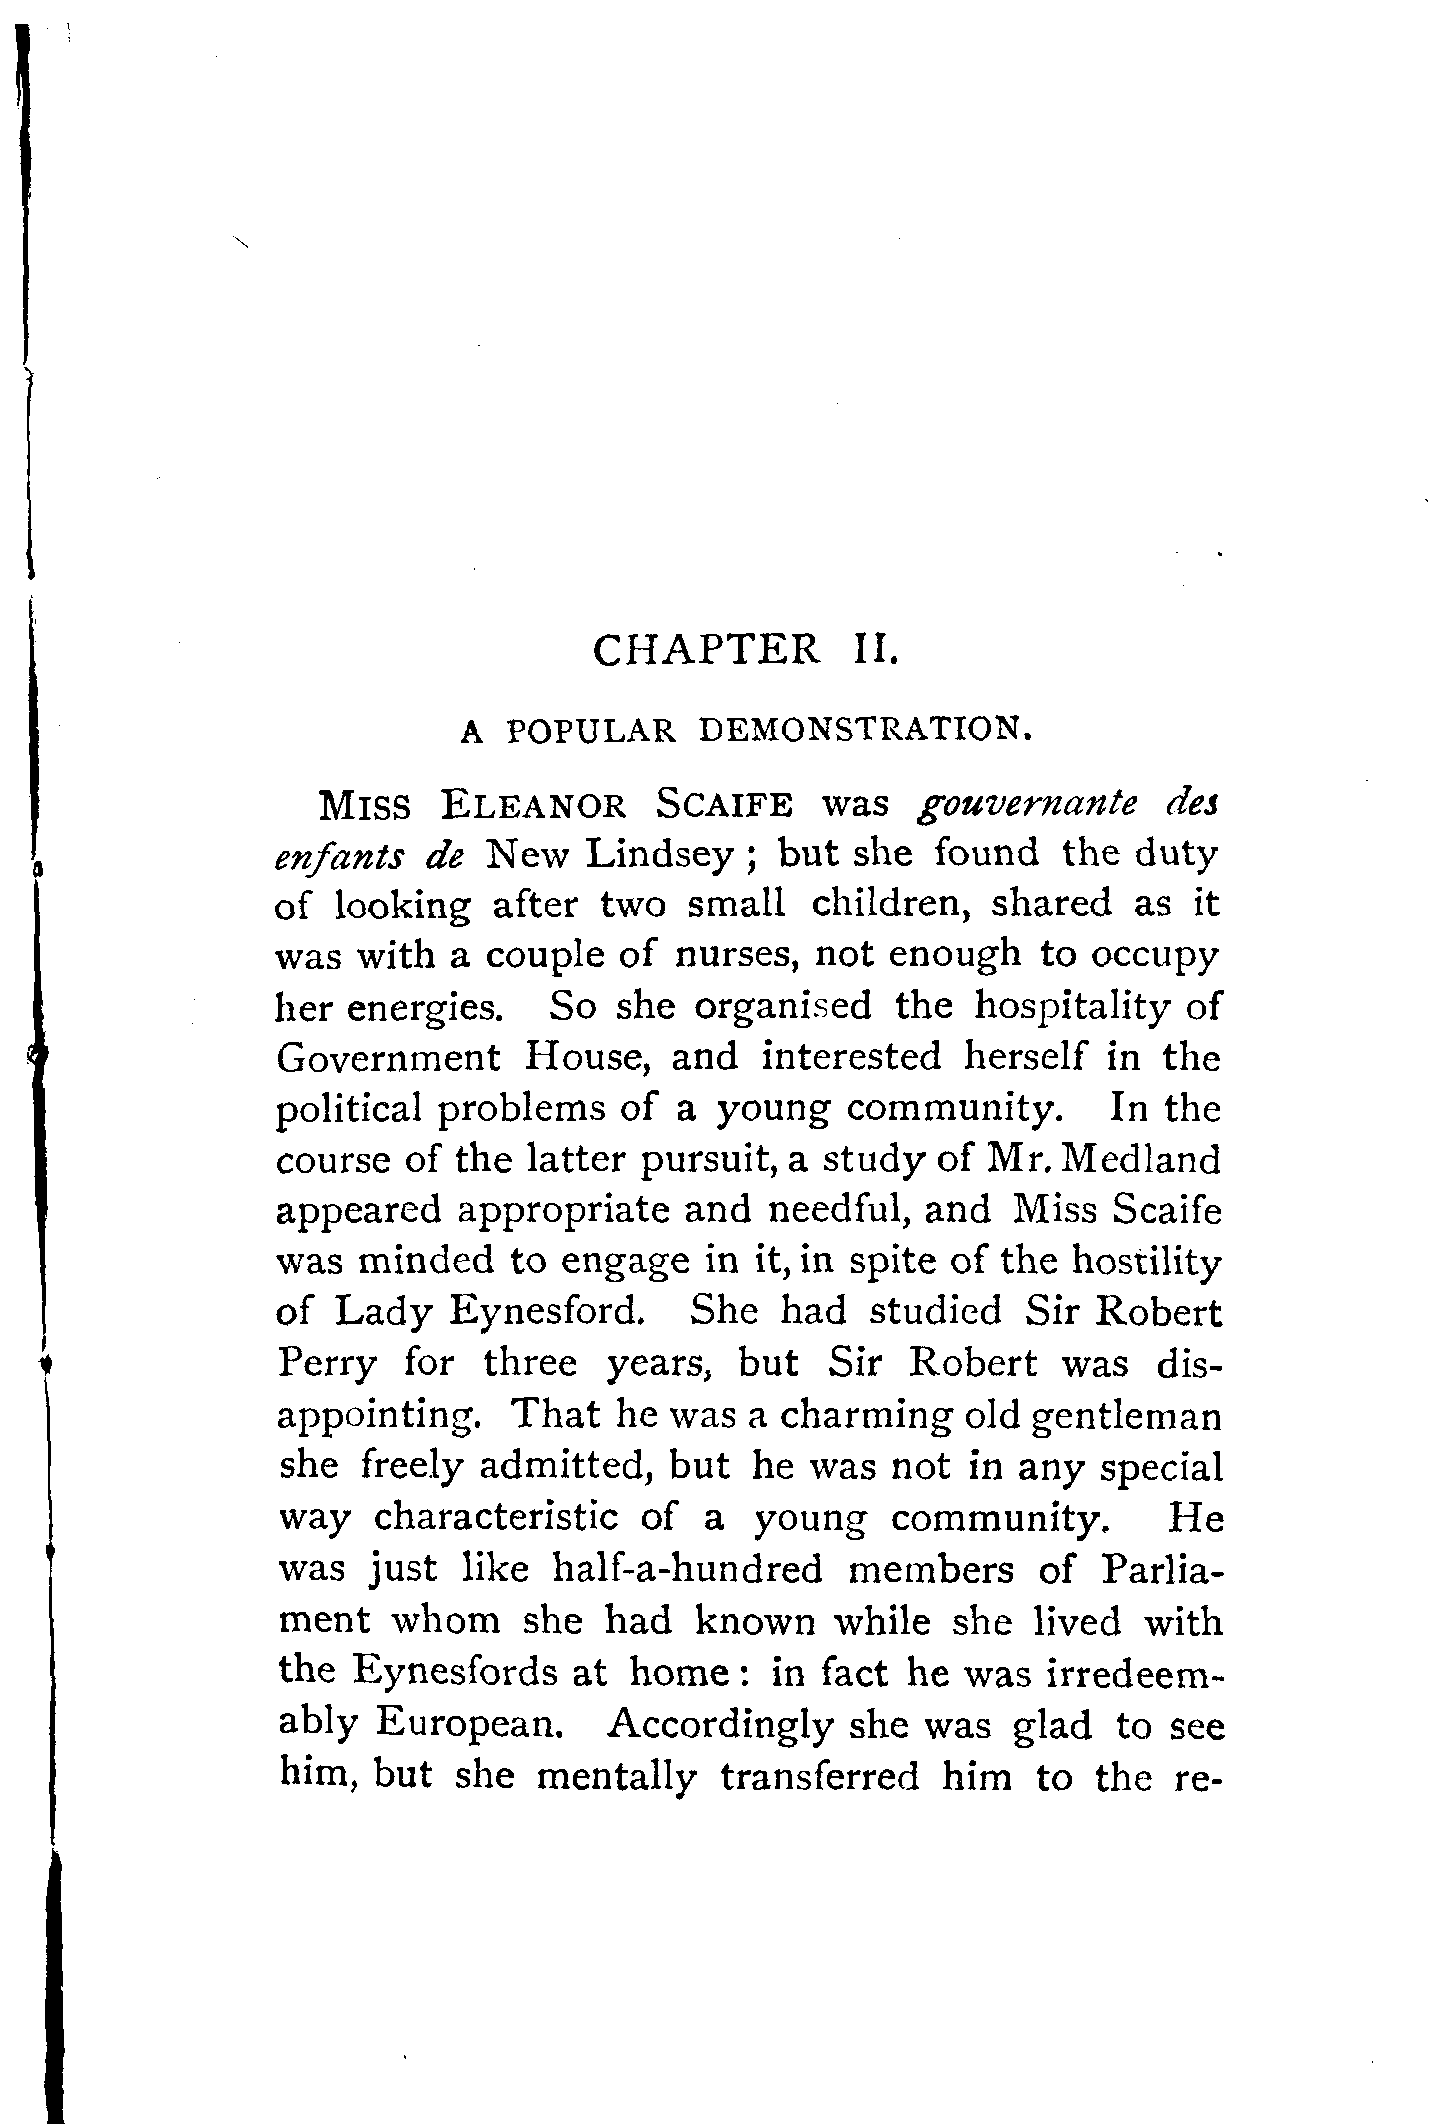 CHAPTER II.
A POPULAR DEMONSTRATION.
MISS ELEANOR SCAIFE was gouvernante des
enfants de New Lindsey ; but she found the duty
of looking after two small children, shared as it
was with a couple of nurses, not enough to occupy
her energies. So she organised the hospitality of
Government House, and interested herself in the
political problems of a young community. In the
course of the latter pursuit, a study of Mr. Medland
appeared appropriate and needful, and Miss Scaife
was minded to engage in it, in spite of the hostility
of Lady Eynesford. She had studied Sir Robert
Perry for three years, but Sir Robert was dis-
appointing. That he was a charming old gentleman
she freely admitted, but he was not in any special
way characteristic of a young community. He
was just like half-a-hundred members of Parlia-
ment whom she had known while she lived with
the Eynesfords at home : in fact he was irredeem-
ably European. Accordingly she was glad to see
him, but she mentally transferred him to the re-